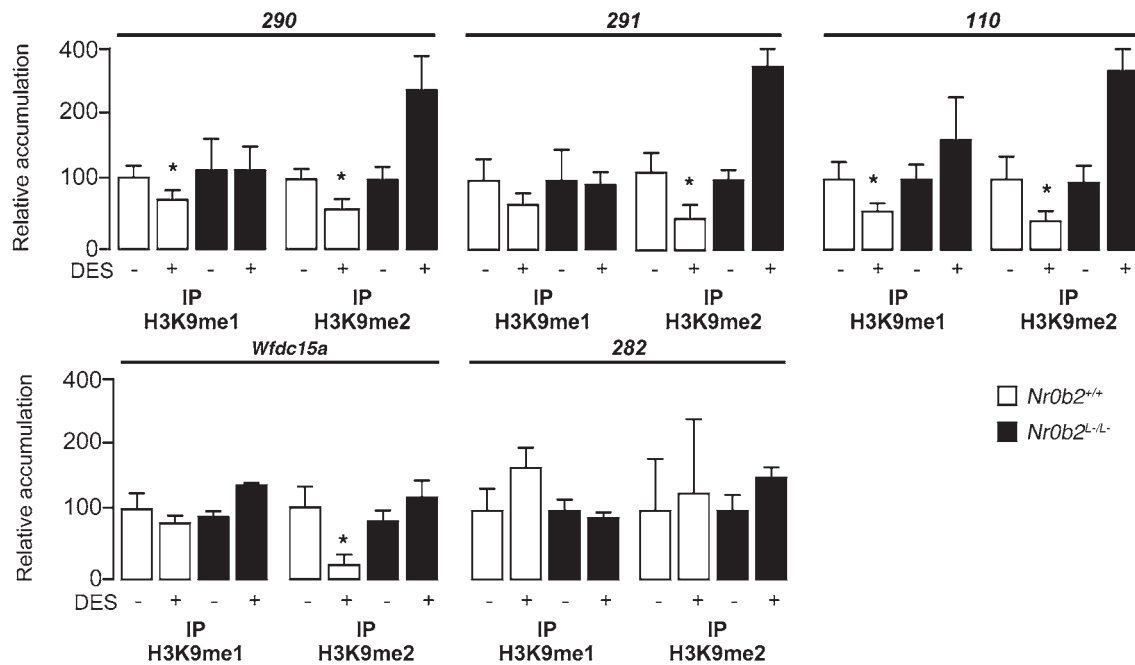 290 291 110
Relative accumulation
400
200
100
0
DES - + - + - + - + - + - + - + - + - + - + - + - +
* * * * *
IP IP IP IP IP IP
H3K9me1 H3K9me2 H3K9me1 H3K9me2 H3K9me1 H3K9me2
Wfdc15a 282
Relative accumulation
400
200
100
0
*
DES - + - + - + - + - + - + - + - +
IP IP IP IP
H3K9me1 H3K9me2 H3K9me1 H3K9me2
Nr0b2+/+
Nr0b2L-/L-